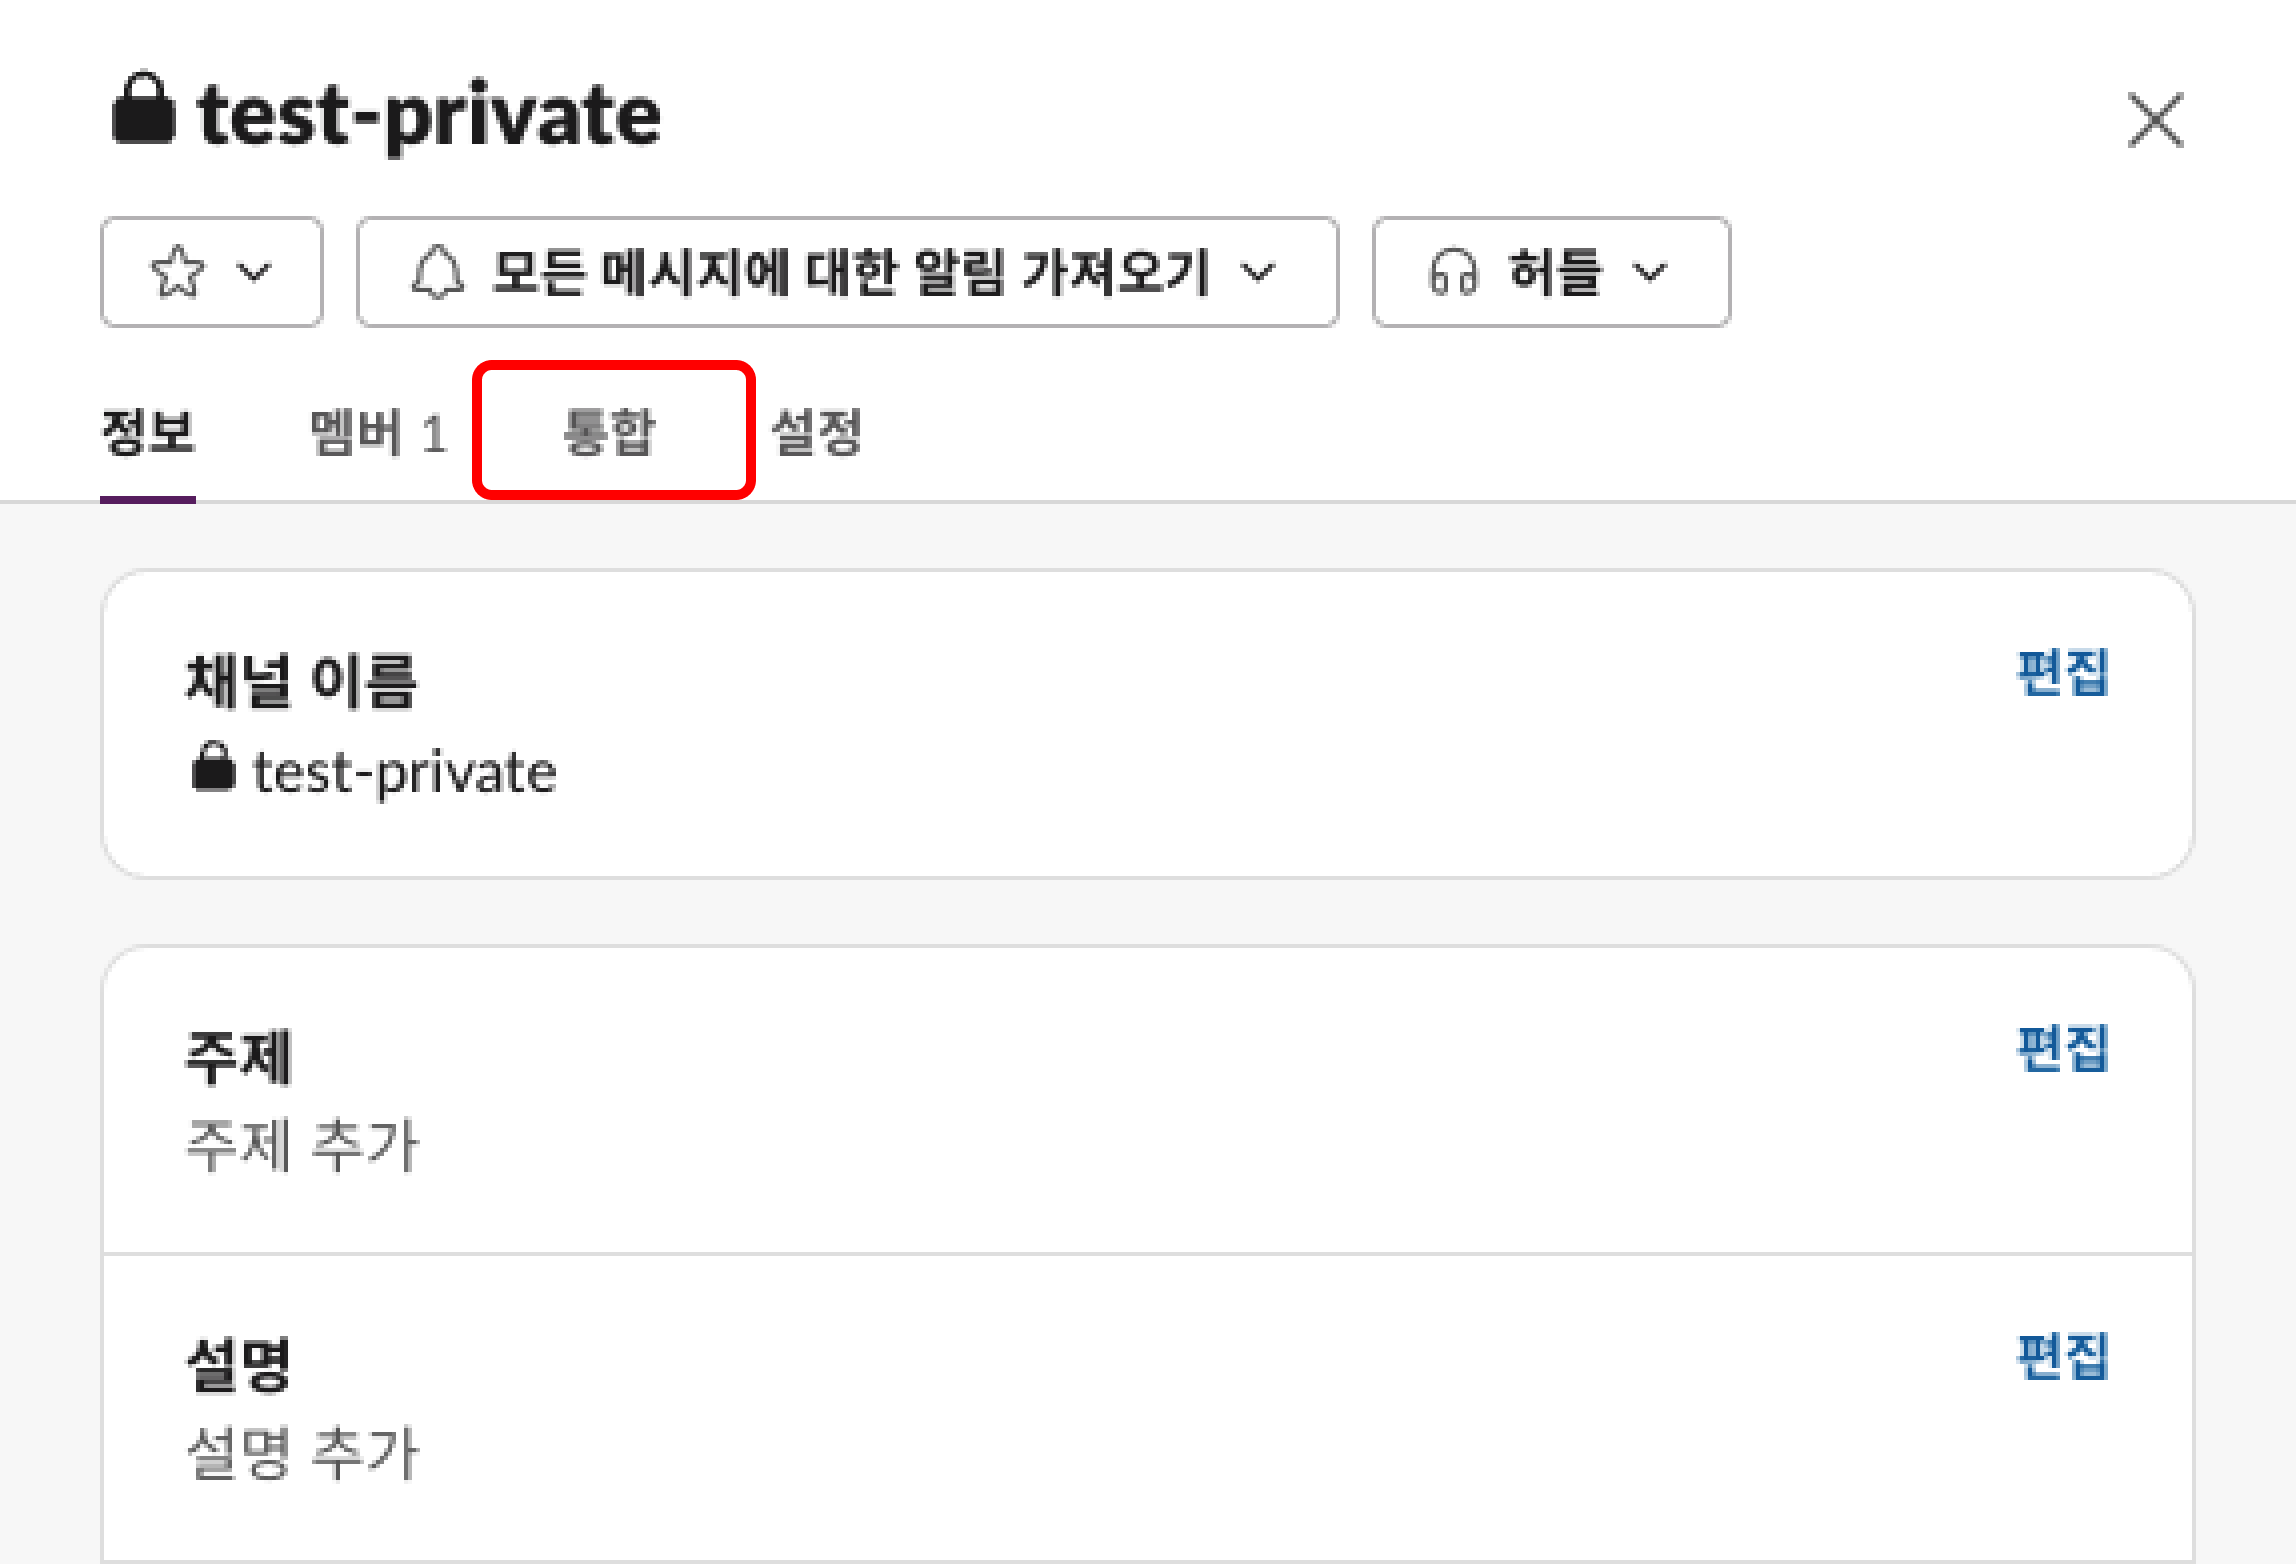 test-private
모든 메시지에 대한 알림 가져오기 허들
정보 멤버 1 통합 설정
채널 이름 편집
test-private
주제 편집
주제 추가
설명 편집
설명 추가